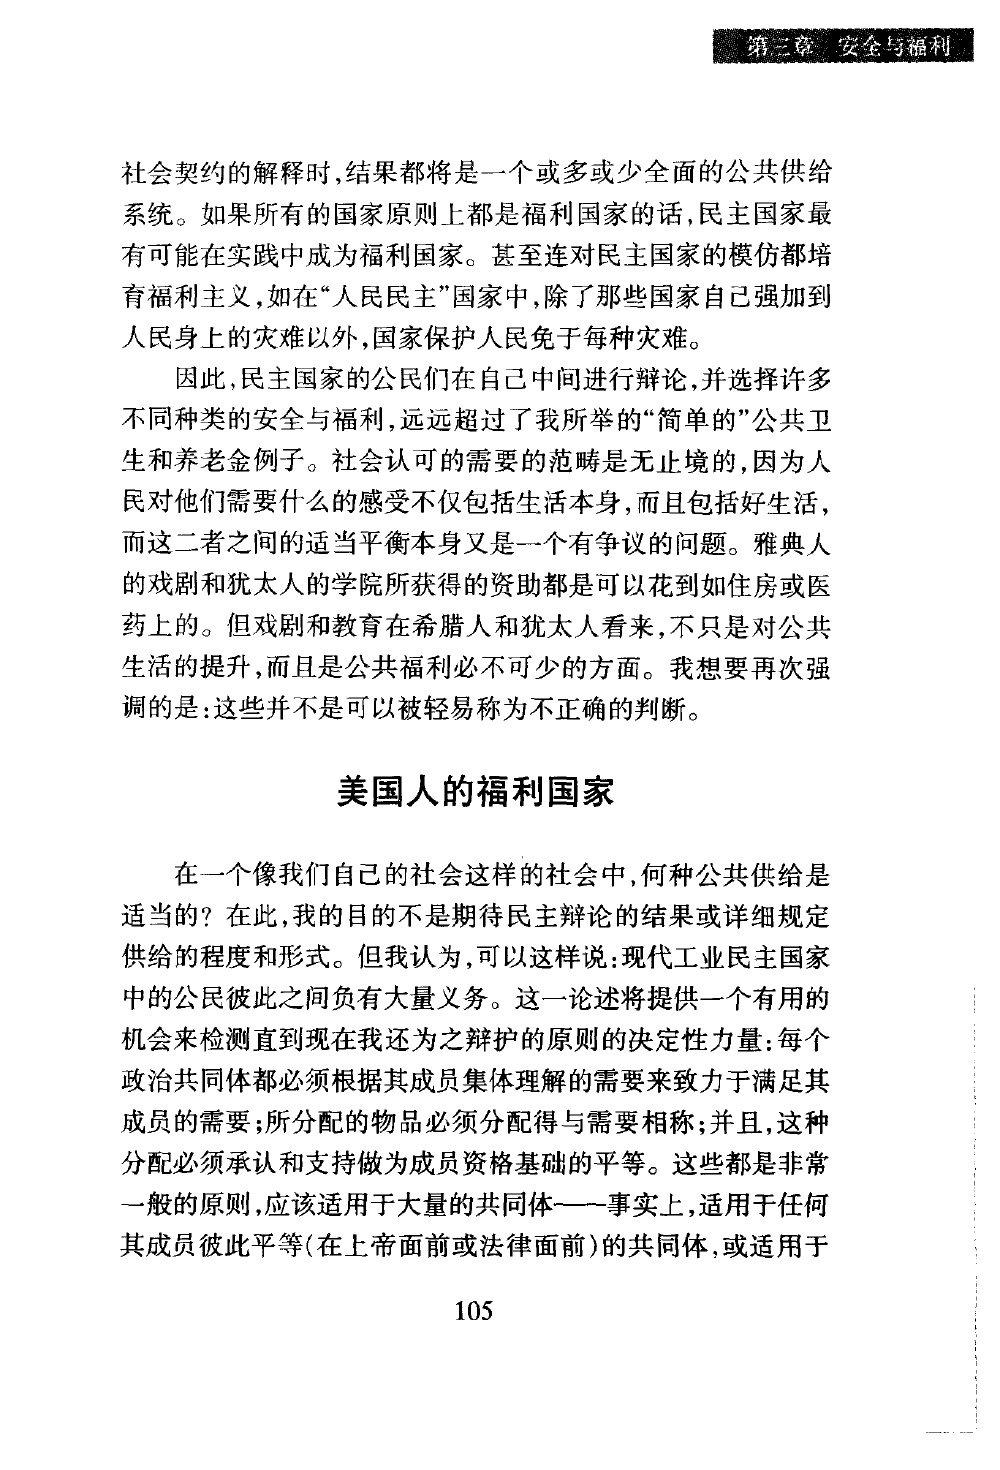 第三章 安全与福利
社会契约的解释时,结果都将是一个或多或少全面的公共供给
系统。如果所有的国家原则上都是福利国家的话,民主国家最
有可能在实践中成为福利国家。甚至连对民主国家的模仿都培
育福利主义,如在“人民民主”国家中,除了那些国家自己强加到
人民身上的灾难以外,国家保护人民免于每种灾难。
因此,民主国家的公民们在自己中间进行辩论,并选择许多
不同种类的安全与福利,远远超过了我所举的“简单的”公共卫
生和养老金例子。社会认可的需要的范畴是无止境的,因为人
民对他们需要什么的感受不仅包括生活本身,而且包括好生活,
而这二者之间的适当平衡本身又是一个有争议的问题。雅典人
的戏剧和犹太人的学院所获得的资助都是可以花到如住房或医
药上的。但戏剧和教育在希腊人和犹太人看来,不只是对公共
生活的提升,而且是公共福利必不可少的方面。我想要再次强
调的是:这些并不是可以被轻易称为不正确的判断。
美国人的福利国家
在一个像我们自己的社会这样的社会中,何种公共供给是
适当的?在此,我的目的不是期待民主辩论的结果或详细规定
供给的程度和形式。但我认为,可以这样说:现代工业民主国家
中的公民彼此之间负有大量义务。这一论述将提供一个有用的
机会来检测直到现在我还为之辩护的原则的决定性力量:每个
政治共同体都必须根据其成员集体理解的需要来致力于满足其
成员的需要;所分配的物品必须分配得与需要相称;并且,这种
分配必须承认和支持做为成员资格基础的平等。这些都是非常
一般的原则,应该适用于大量的共同体——事实上,适用于任何
其成员彼此平等(在上帝面前或法律面前)的共同体,或适用于
105